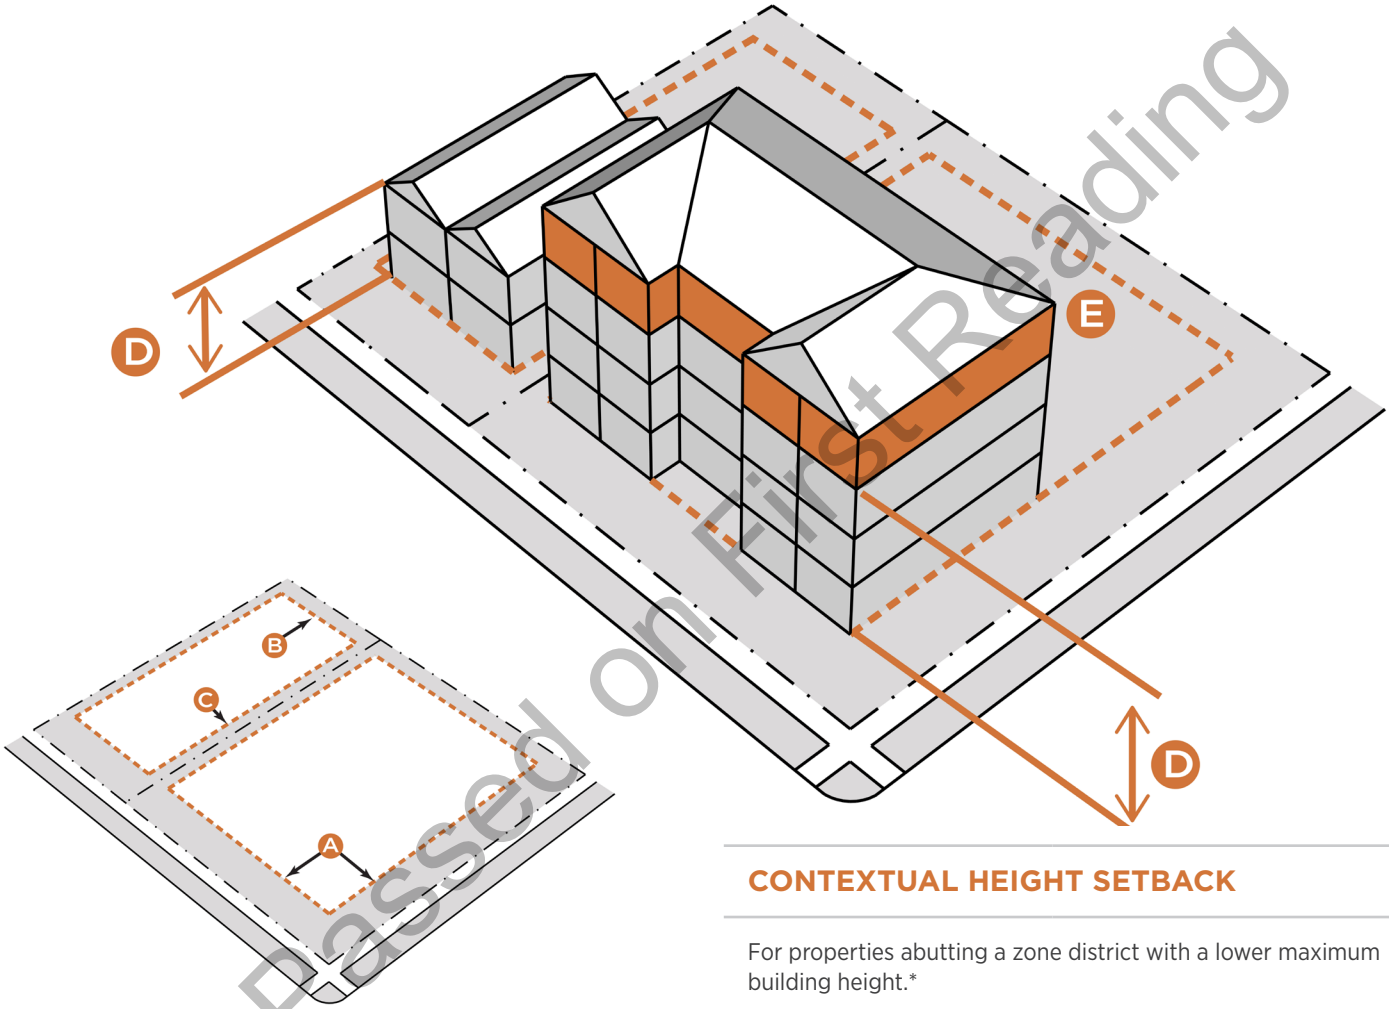 E
D
B
C
D
A
CONTEXTUAL HEIGHT SETBACK
For properties abutting a zone district with a lower maximum
building height.*
Passed on First Reading